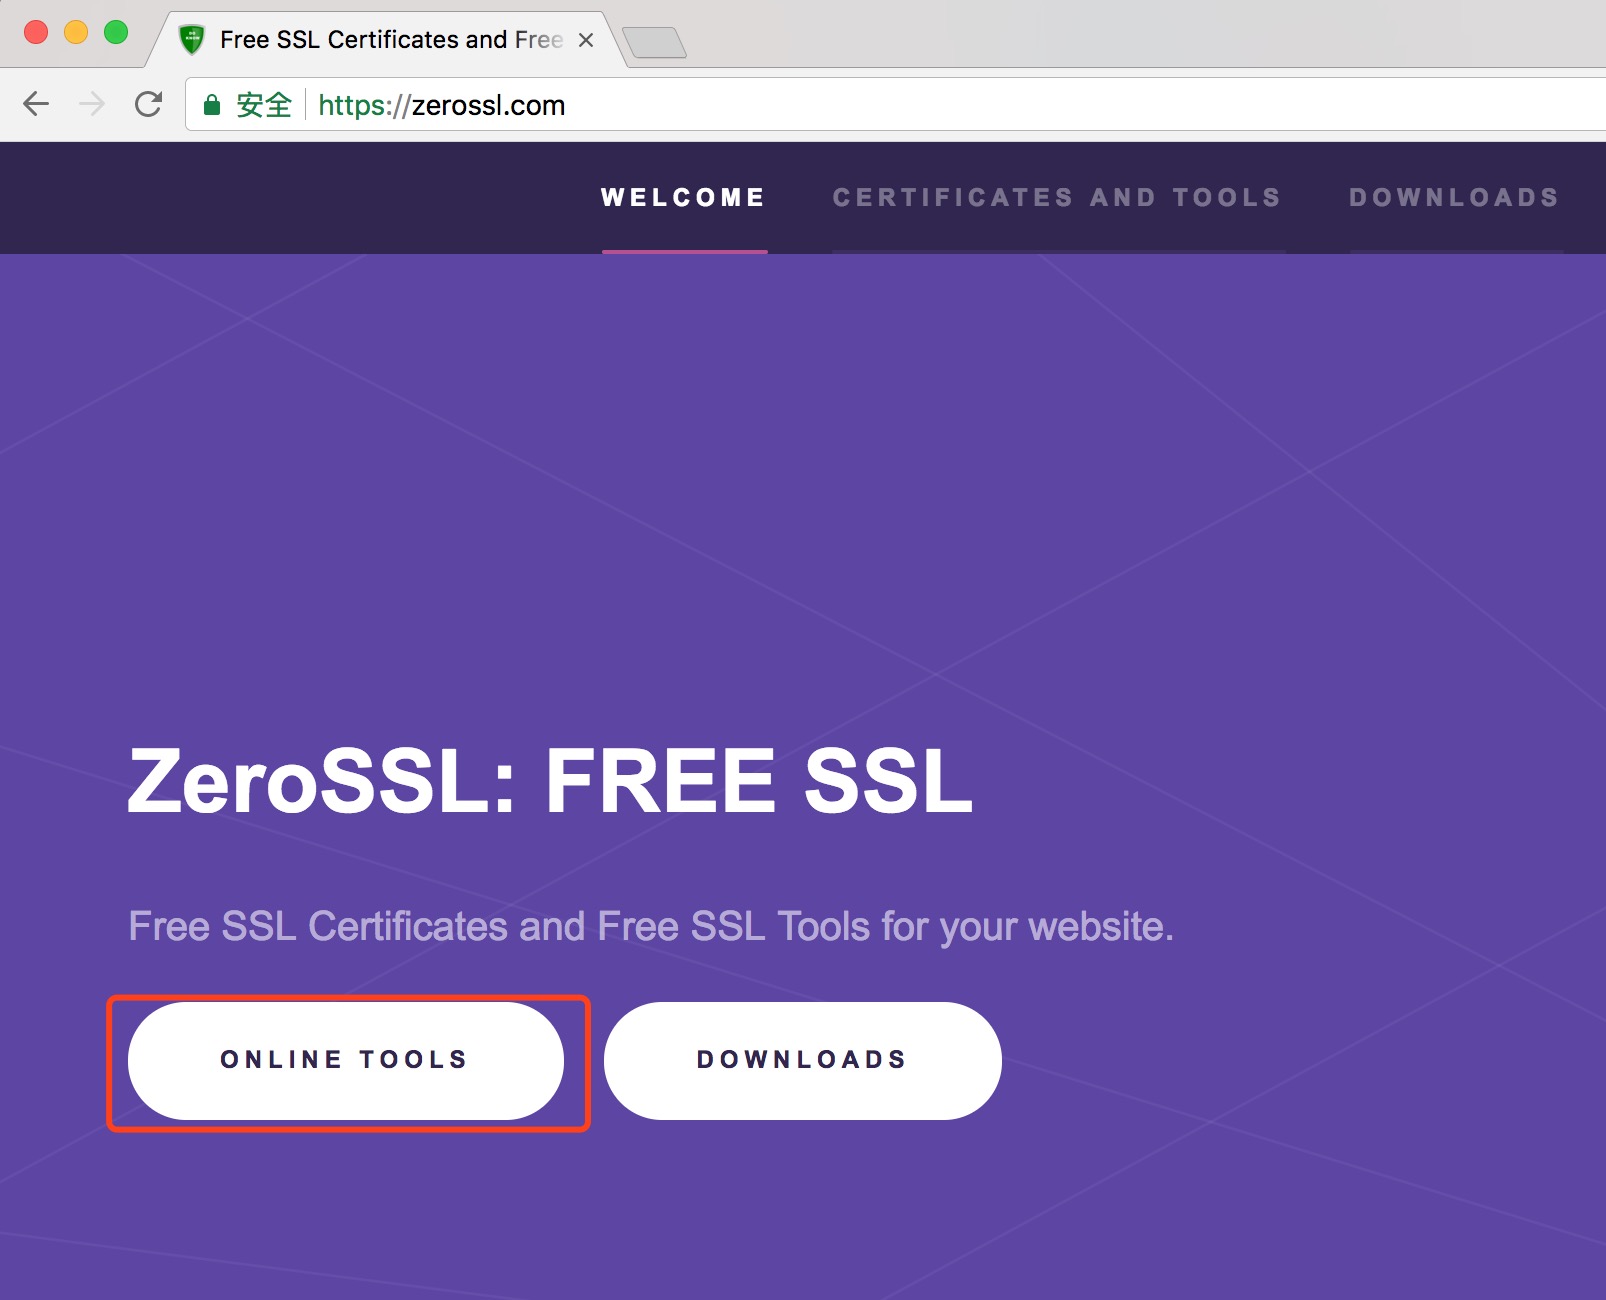 Free SSL Certificates and Free
安全 https://zerossl.com
WELCOME CERTIFICATES AND TOOLS DOWNLOADS
ZeroSSL: FREE SSL
Free SSL Certificates and Free SSL Tools for your website.
ONLINE TOOLS DOWNLOADS